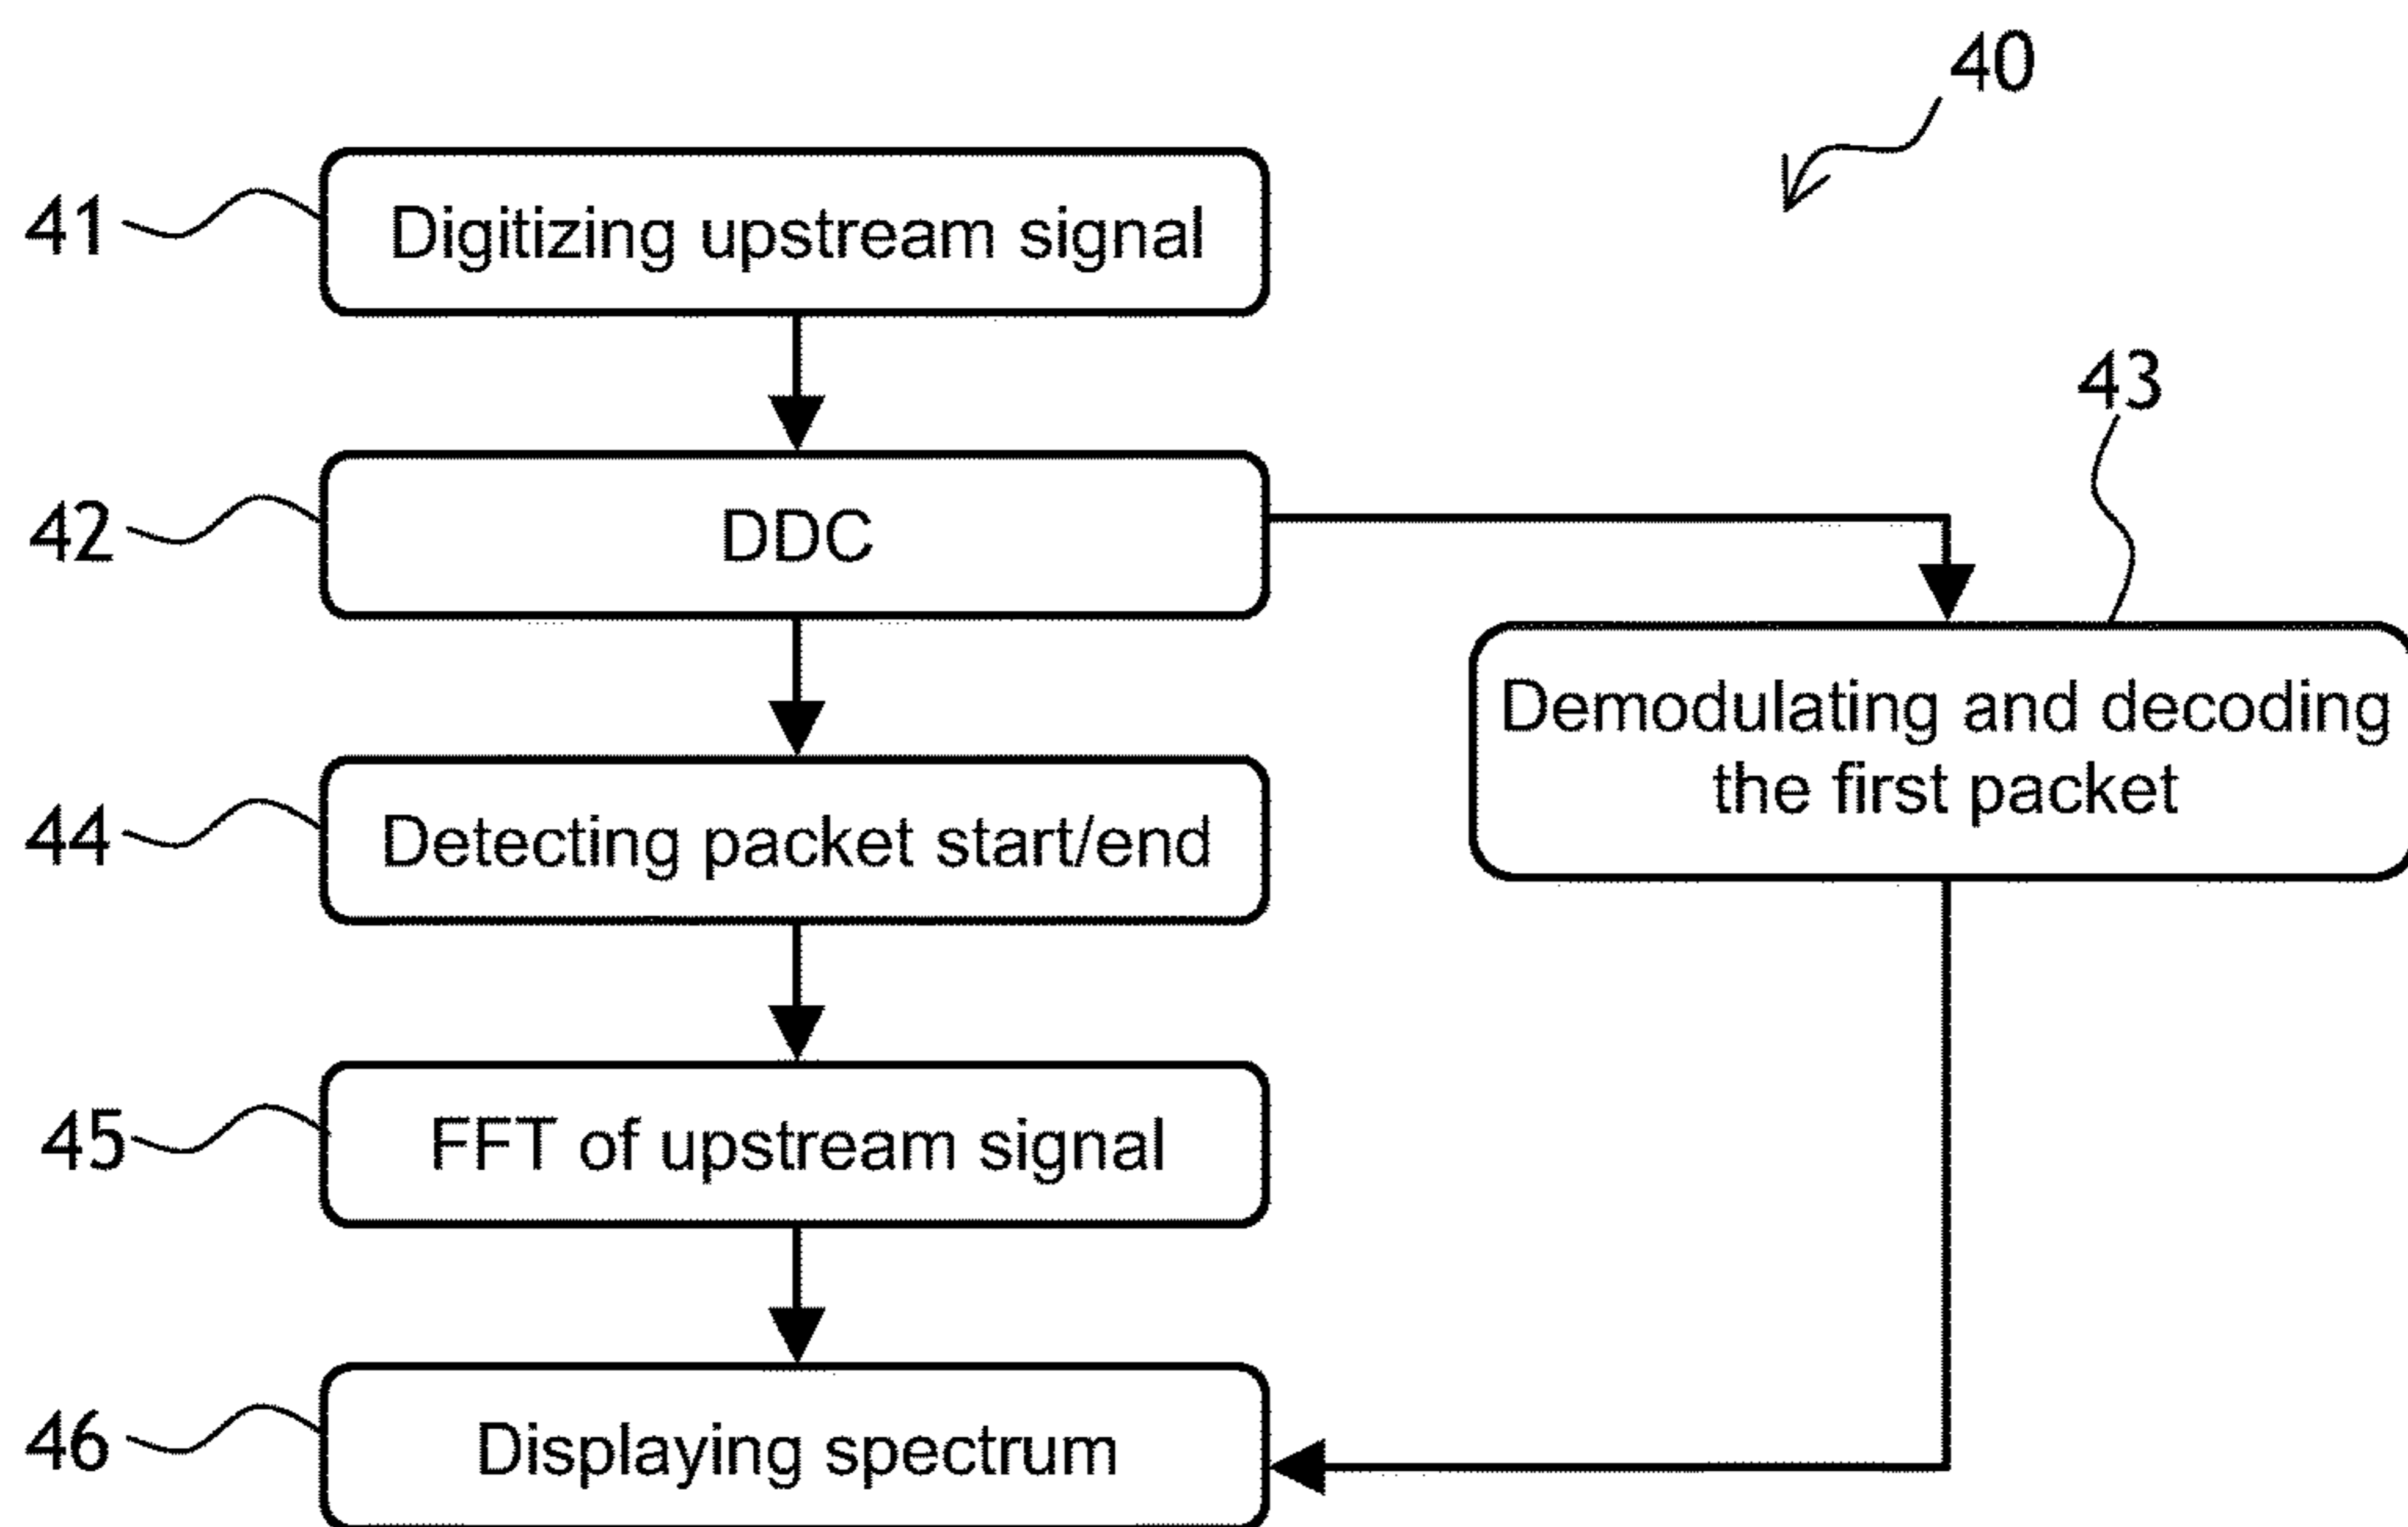 40
41
Digitizing upstream signal
42
DDC
43
Demodulating and decoding
the first packet
44
Detecting packet start/end
45
FFT of upstream signal
46
Displaying spectrum